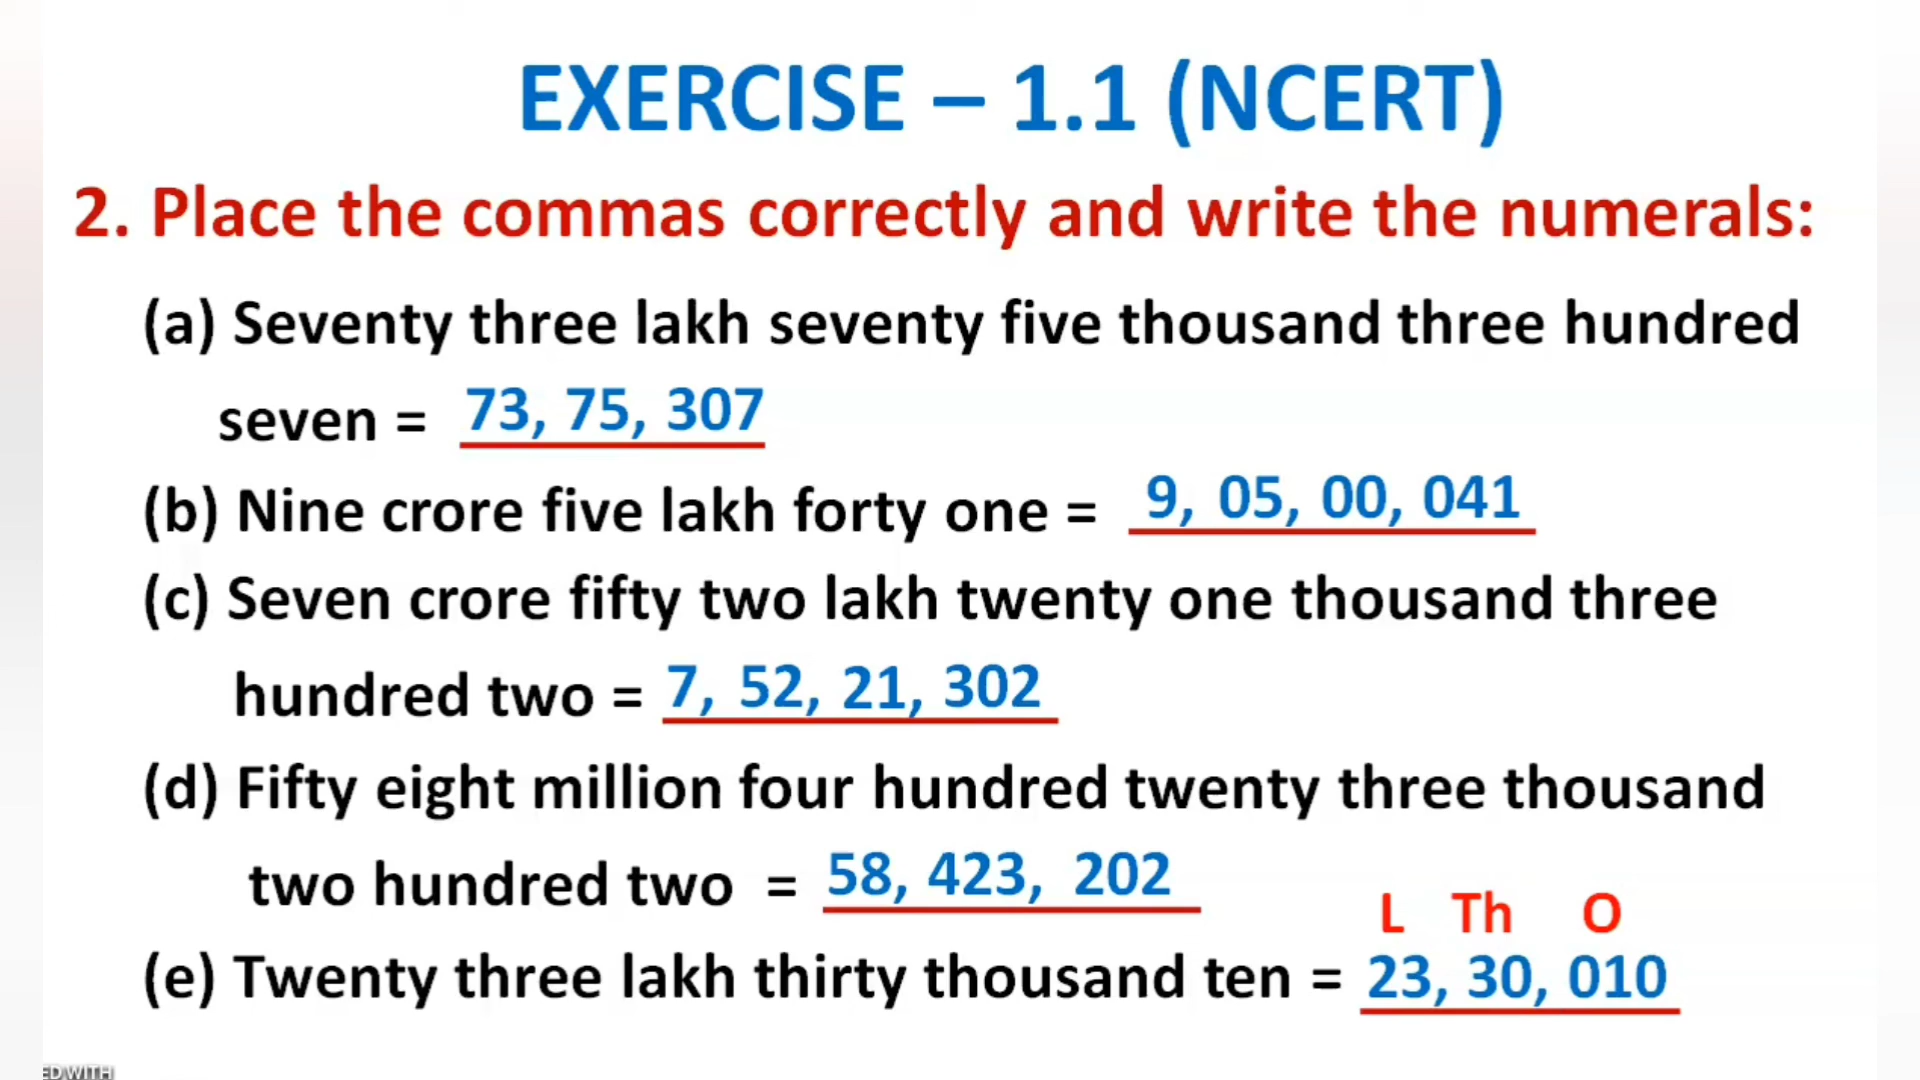 EXERCISE – 1.1 (NCERT)
2. Place the commas correctly and write the numerals:
(a) Seventy three lakh seventy five thousand three hundred
seven = 73, 75, 307
(b) Nine crore five lakh forty one = 9, 05, 00, 041
(c) Seven crore fifty two lakh twenty one thousand three
hundred two = 7, 52, 21, 302
(d) Fifty eight million four hundred twenty three thousand
two hundred two = 58, 423, 202
L Th O
(e) Twenty three lakh thirty thousand ten = 23, 30, 010
ED WITH